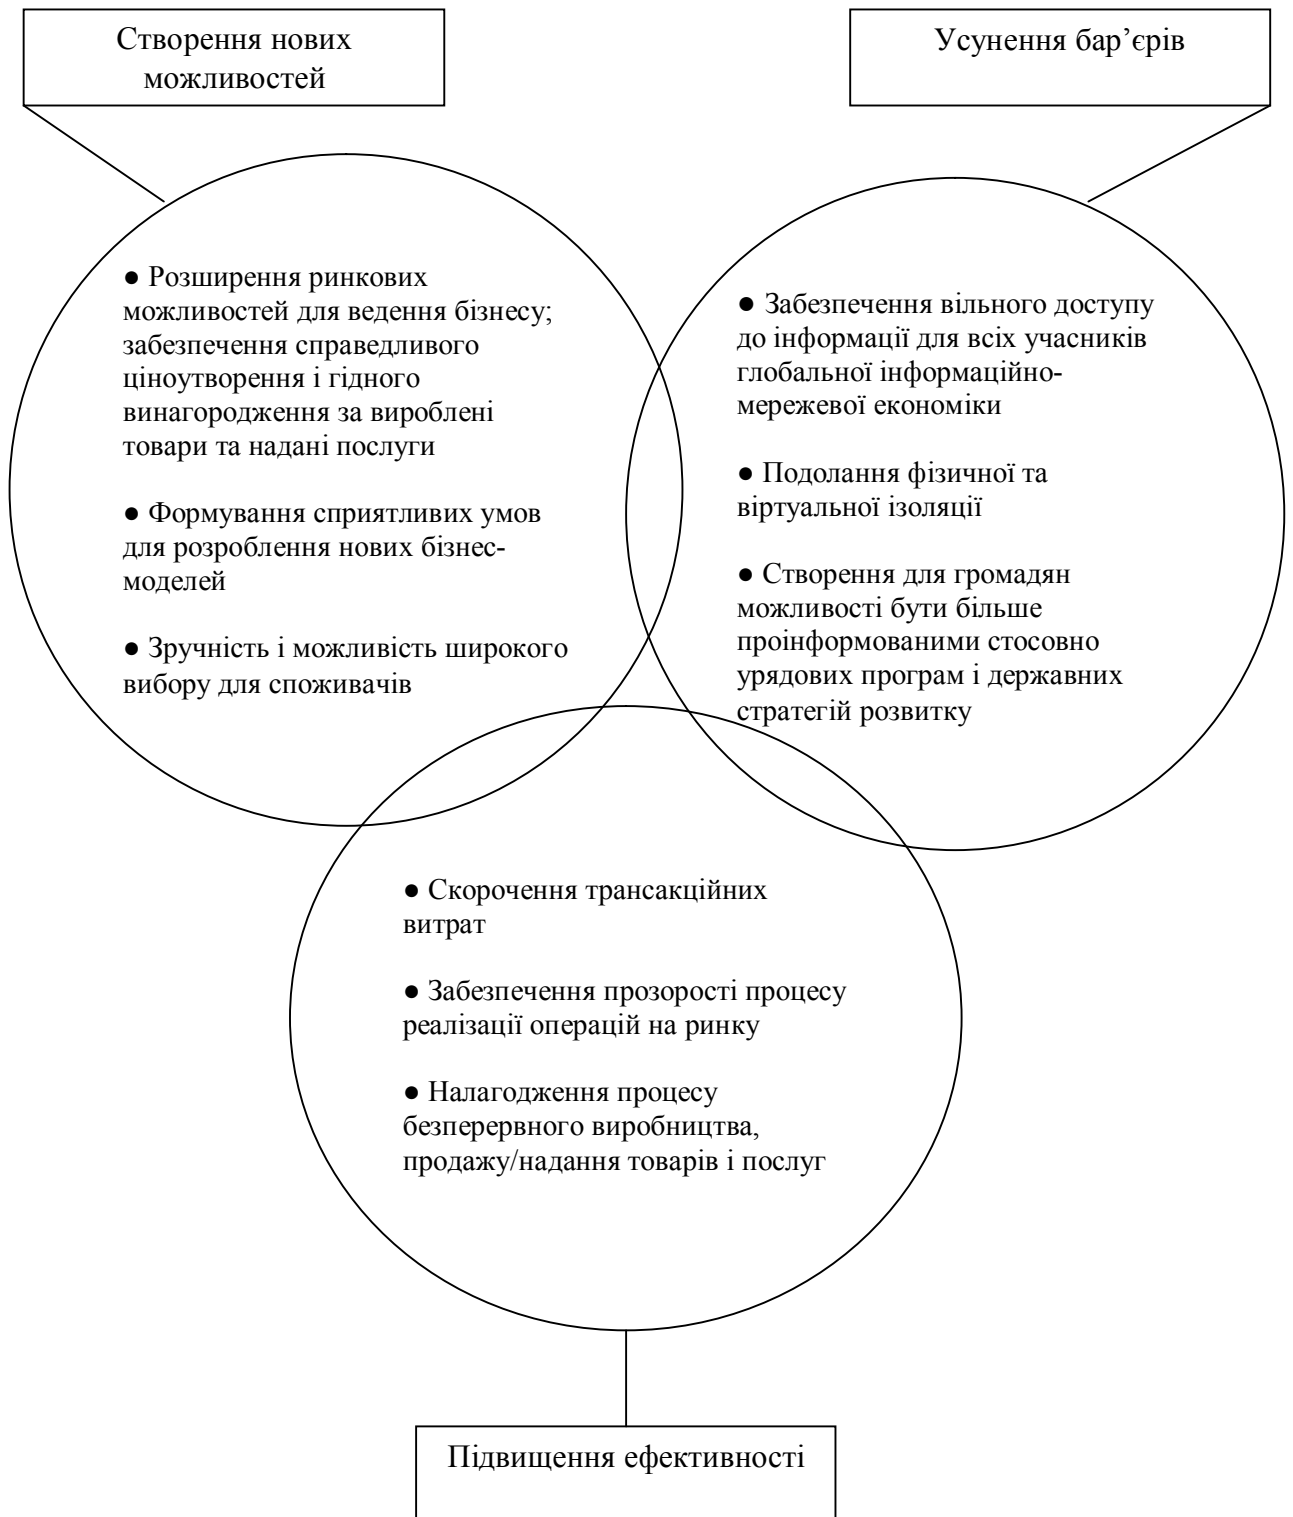 Створення нових
можливостей
Усунення бар’єрів
● Розширення ринкових
можливостей для ведення бізнесу;
забезпечення справедливого
ціноутворення і гідного
винагородження за вироблені
товари та надані послуги
● Формування сприятливих умов
для розроблення нових бізнес-
моделей
● Зручність і можливість широкого
вибору для споживачів
● Забезпечення вільного доступу
до інформації для всіх учасників
глобальної інформаційно-
мережевої економіки
● Подолання фізичної та
віртуальної ізоляції
● Створення для громадян
можливості бути більше
проінформованими стосовно
урядових програм і державних
стратегій розвитку
● Скорочення трансакційних
витрат
● Забезпечення прозорості процесу
реалізації операцій на ринку
● Налагодження процесу
безперервного виробництва,
продажу/надання товарів і послуг
Підвищення ефективності